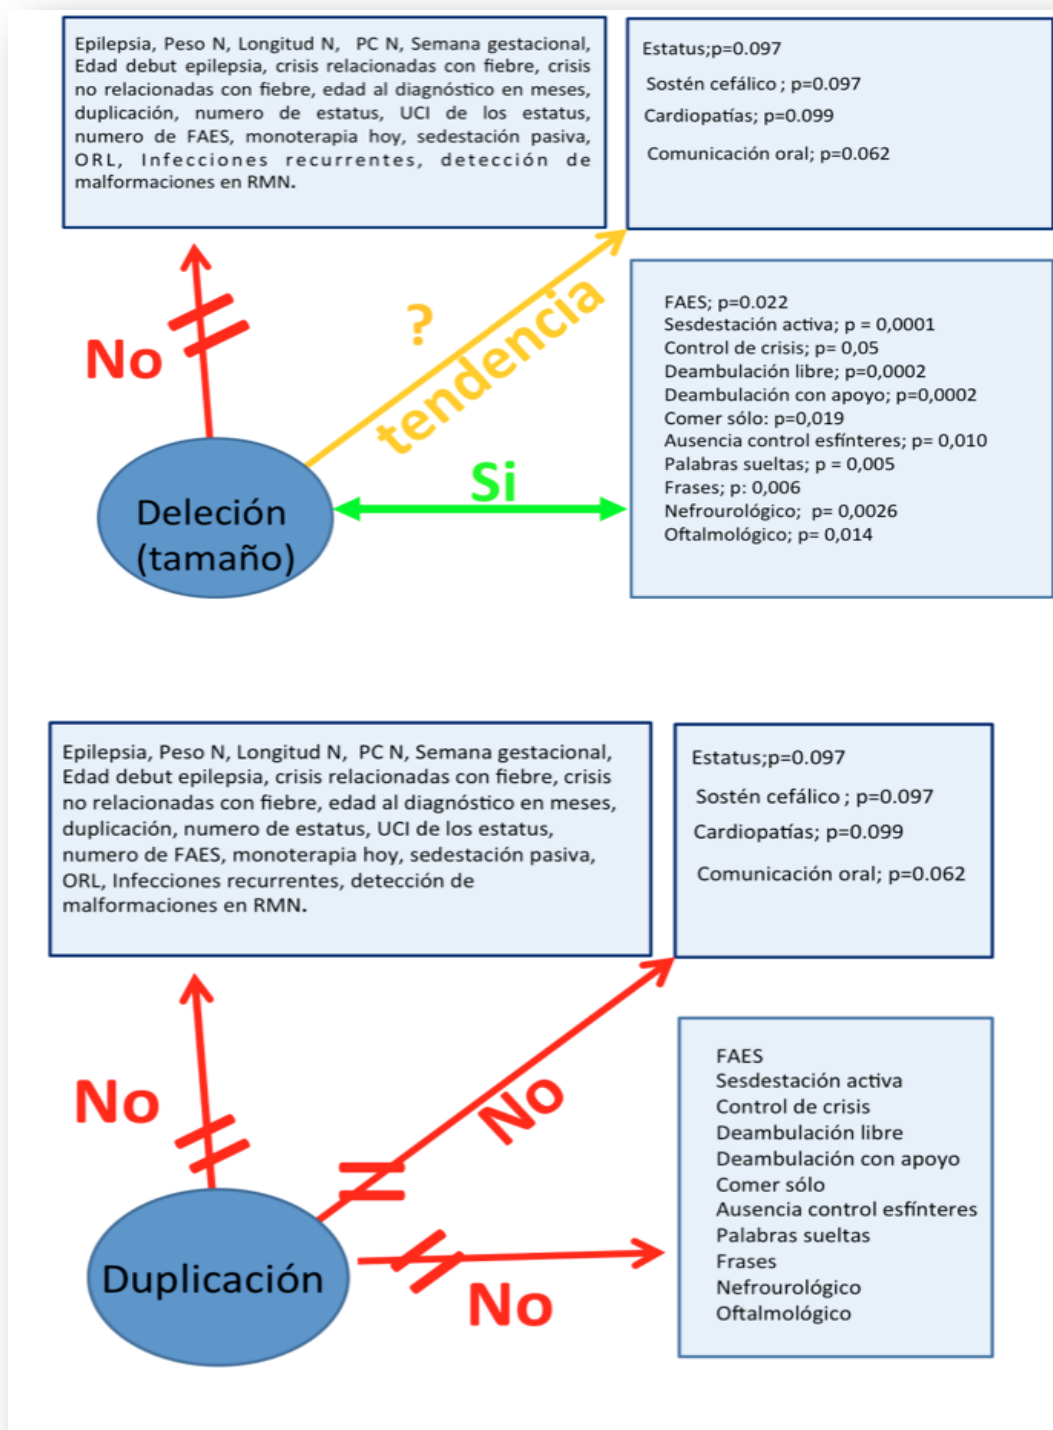 Epilepsia, Peso N, Longitud N, PC N, Semana gestacional,
Edad debut epilepsia, crisis relacionadas con fiebre, crisis
no relacionadas con fiebre, edad al diagnóstico en meses,
duplicación, numero de estatus, UCI de los estatus,
numero de FAES, monoterapia hoy, sedestación pasiva,
ORL, Infecciones recurrentes, detección de
malformaciones en RMN.
Estatus;p=0.097
Sostén cefálico ; p=0.097
Cardiopatías; p=0.099
Comunicación oral; p=0.062
No
?
tendencia
Si
Deleción
(tamaño)
FAES; p=0.022
Sesdestación activa; p = 0,0001
Control de crisis; p= 0,05
Deambulación libre; p=0,0002
Deambulación con apoyo; p=0,0002
Comer sólo: p=0,019
Ausencia control esfínteres; p= 0,010
Palabras sueltas; p = 0,005
Frases; p: 0,006
Nefrourológico; p= 0,0026
Oftalmológico; p= 0,014
Epilepsia, Peso N, Longitud N, PC N, Semana gestacional,
Edad debut epilepsia, crisis relacionadas con fiebre, crisis
no relacionadas con fiebre, edad al diagnóstico en meses,
duplicación, numero de estatus, UCI de los estatus,
numero de FAES, monoterapia hoy, sedestación pasiva,
ORL, Infecciones recurrentes, detección de
malformaciones en RMN.
Estatus;p=0.097
Sostén cefálico ; p=0.097
Cardiopatías; p=0.099
Comunicación oral; p=0.062
No
No
No
Duplicación
FAES
Sesdestación activa
Control de crisis
Deambulación libre
Deambulación con apoyo
Comer sólo
Ausencia control esfínteres
Palabras sueltas
Frases
Nefrourológico
Oftalmológico